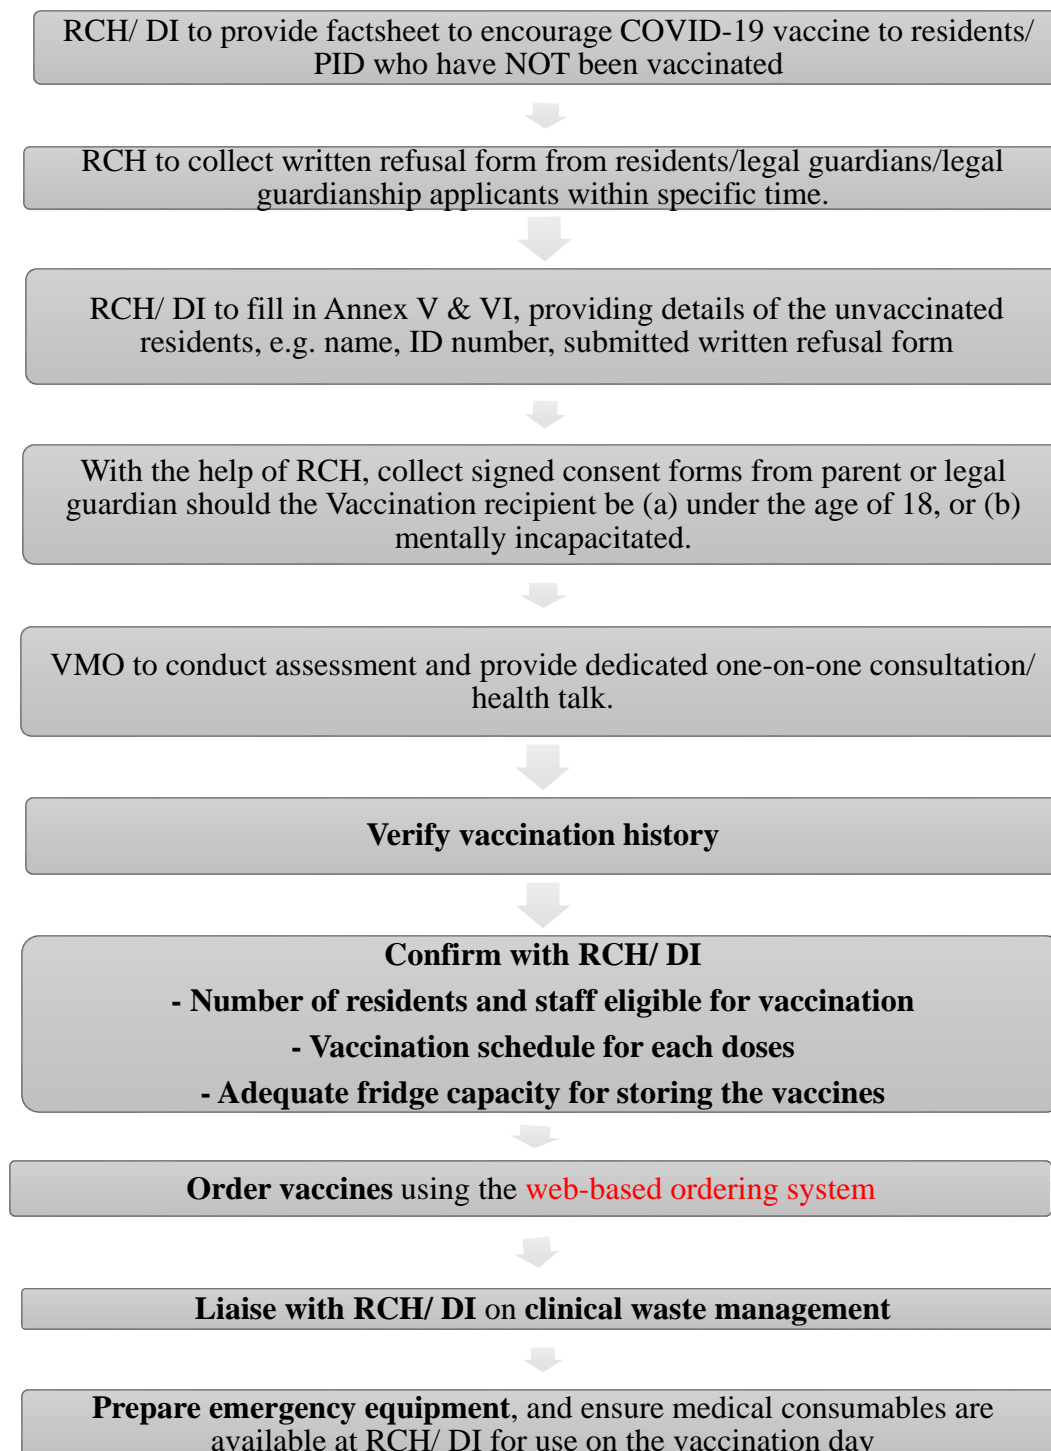 RCH/ DI to provide factsheet to encourage COVID-19 vaccine to residents/
PID who have NOT been vaccinated
RCH to collect written refusal form from residents/legal guardians/legal
guardianship applicants within specific time.
RCH/ DI to fill in Annex V & VI, providing details of the unvaccinated
residents, e.g. name, ID number, submitted written refusal form
With the help of RCH, collect signed consent forms from parent or legal
guardian should the Vaccination recipient be (a) under the age of 18, or (b)
mentally incapacitated.
VMO to conduct assessment and provide dedicated one-on-one consultation/
health talk.
Verify vaccination history
Confirm with RCH/ DI
- Number of residents and staff eligible for vaccination
- Vaccination schedule for each doses
- Adequate fridge capacity for storing the vaccines
Order vaccines using the web-based ordering system
Liaise with RCH/ DI on clinical waste management
Prepare emergency equipment, and ensure medical consumables are
available at RCH/ DI for use on the vaccination day